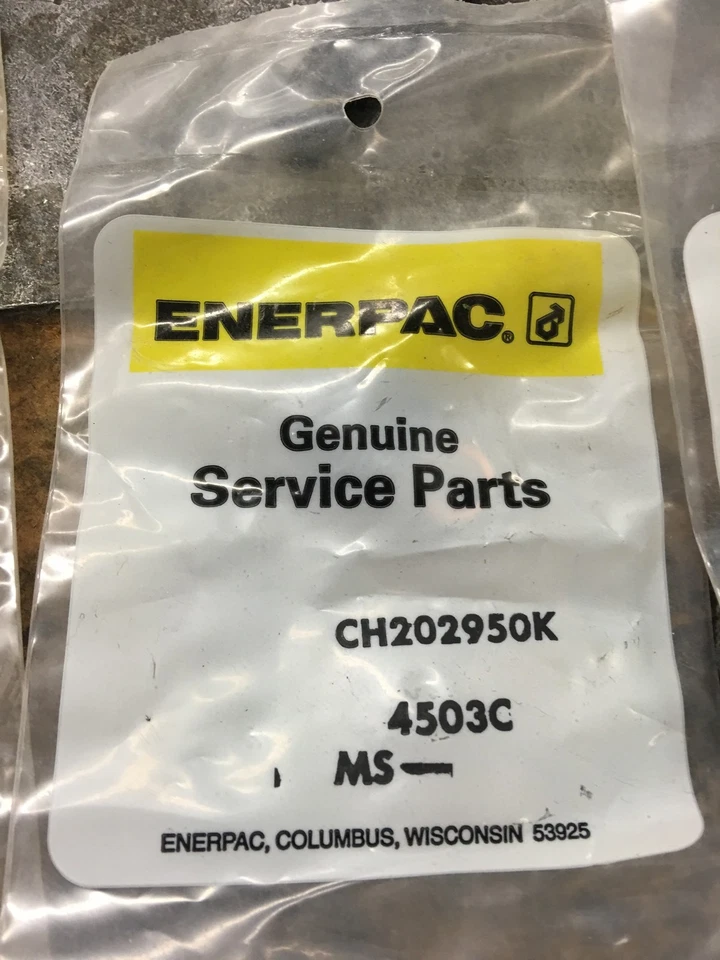 ENERPAC.®
Genuine
Service Parts
CH202950K
4503C
MS—
ENERPAC, COLUMBUS, WISCONSIN 53925